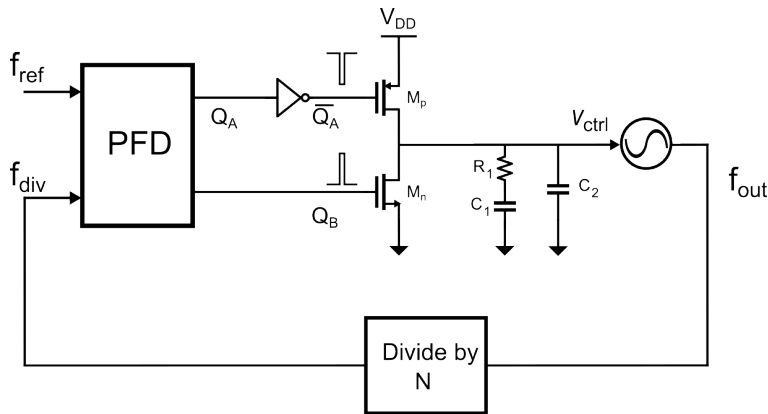 V_DD
f_ref
PFD
Q_A
Q̅_A̅
M_p
f_div
Q_B
M_n
R_1
C_1
C_2
V_ctrl
f_out
Divide by
N